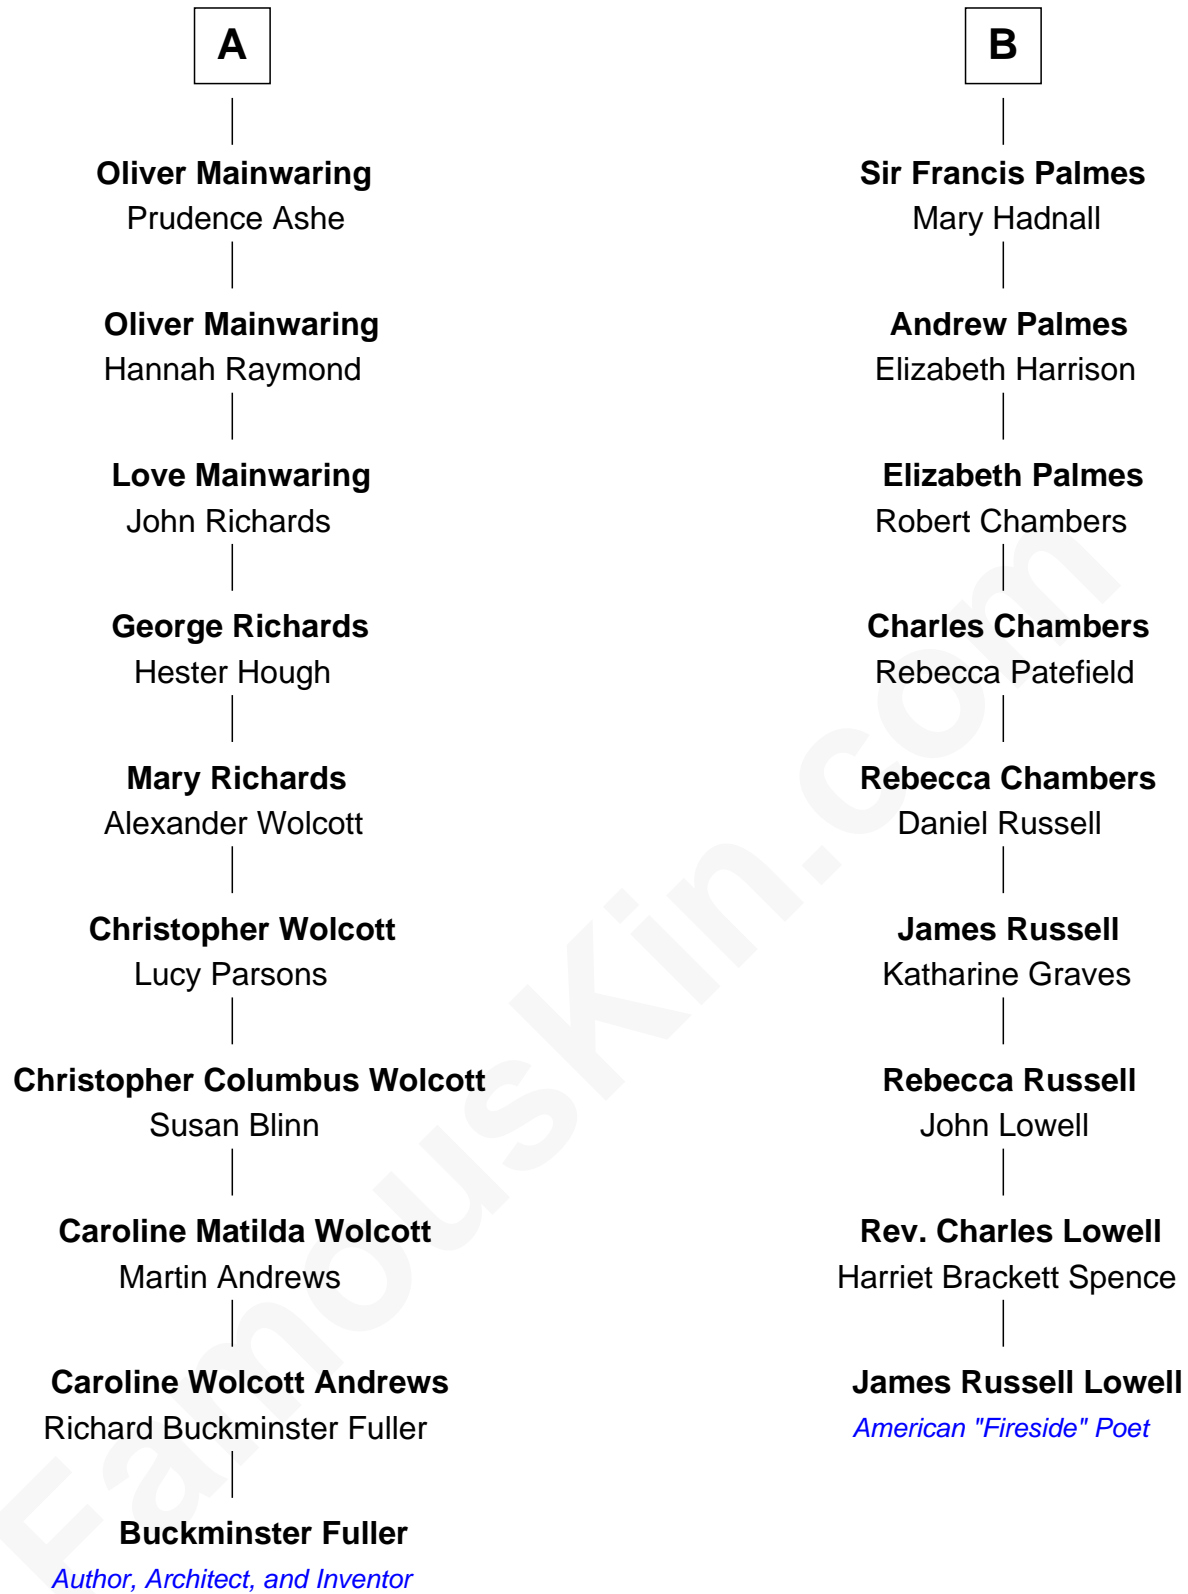 A
Oliver Mainwaring
Prudence Ashe
Oliver Mainwaring
Hannah Raymond
Love Mainwaring
John Richards
George Richards
Hester Hough
Mary Richards
Alexander Wolcott
Christopher Wolcott
Lucy Parsons
Christopher Columbus Wolcott
Susan Blinn
Caroline Matilda Wolcott
Martin Andrews
Caroline Wolcott Andrews
Richard Buckminster Fuller
Buckminster Fuller
Author, Architect, and Inventor
B
Sir Francis Palmes
Mary Hadnall
Andrew Palmes
Elizabeth Harrison
Elizabeth Palmes
Robert Chambers
Charles Chambers
Rebecca Patefield
Rebecca Chambers
Daniel Russell
James Russell
Katharine Graves
Rebecca Russell
John Lowell
Rev. Charles Lowell
Harriet Brackett Spence
James Russell Lowell
American "Fireside" Poet
FamousKin.com